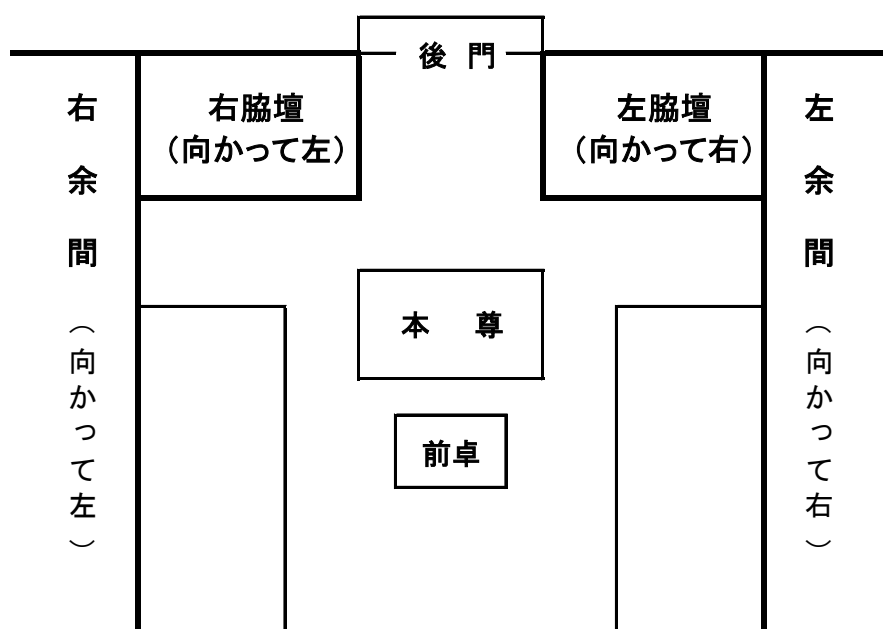 後門
右脇壇
（向かって左）
左脇壇
（向かって右）
右余間（向かって左）
左余間（向かって右）
本尊
前卓